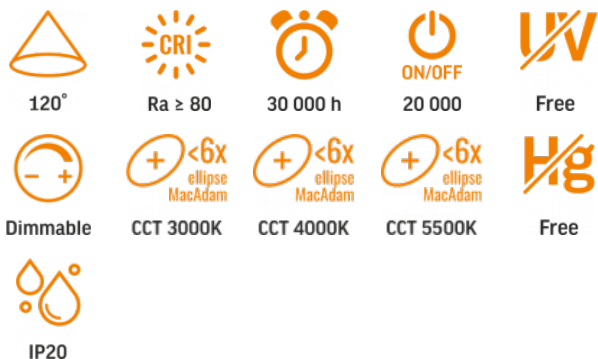 CRI
ON/OFF
UV
120° Ra ≥ 80 30 000 h 20 000 Free
- +
+ <6x ellipse MacAdam
+ <6x ellipse MacAdam
+ <6x ellipse MacAdam
Hg
Dimmable CCT 3000K CCT 4000K CCT 5500K Free
IP20